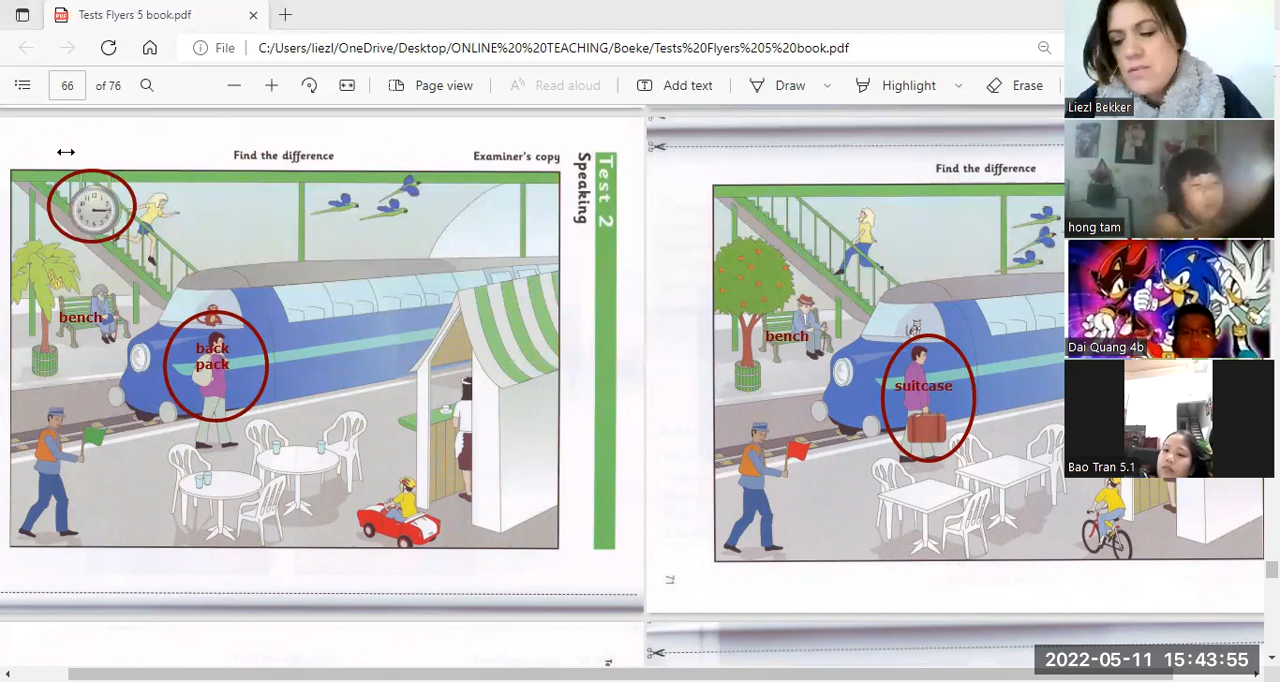 Tests Flyers 5 book.pdf
File
C:/Users/liezl/OneDrive/Desktop/ONLINE%20%20TEACHING/Boeke/Tests%20Flyers%205%20book.pdf
66 of 76
Page view
Read aloud
Add text
Draw
Highlight
Erase
Find the difference
Examiner's copy
Test 2
Speaking
bench
back
pack
Find the difference
bench
suitcase
71
Liezl Bekker
hong tam
Dai Quang 4b
Bao Tran 5.1
2022-05-11 15:43:55